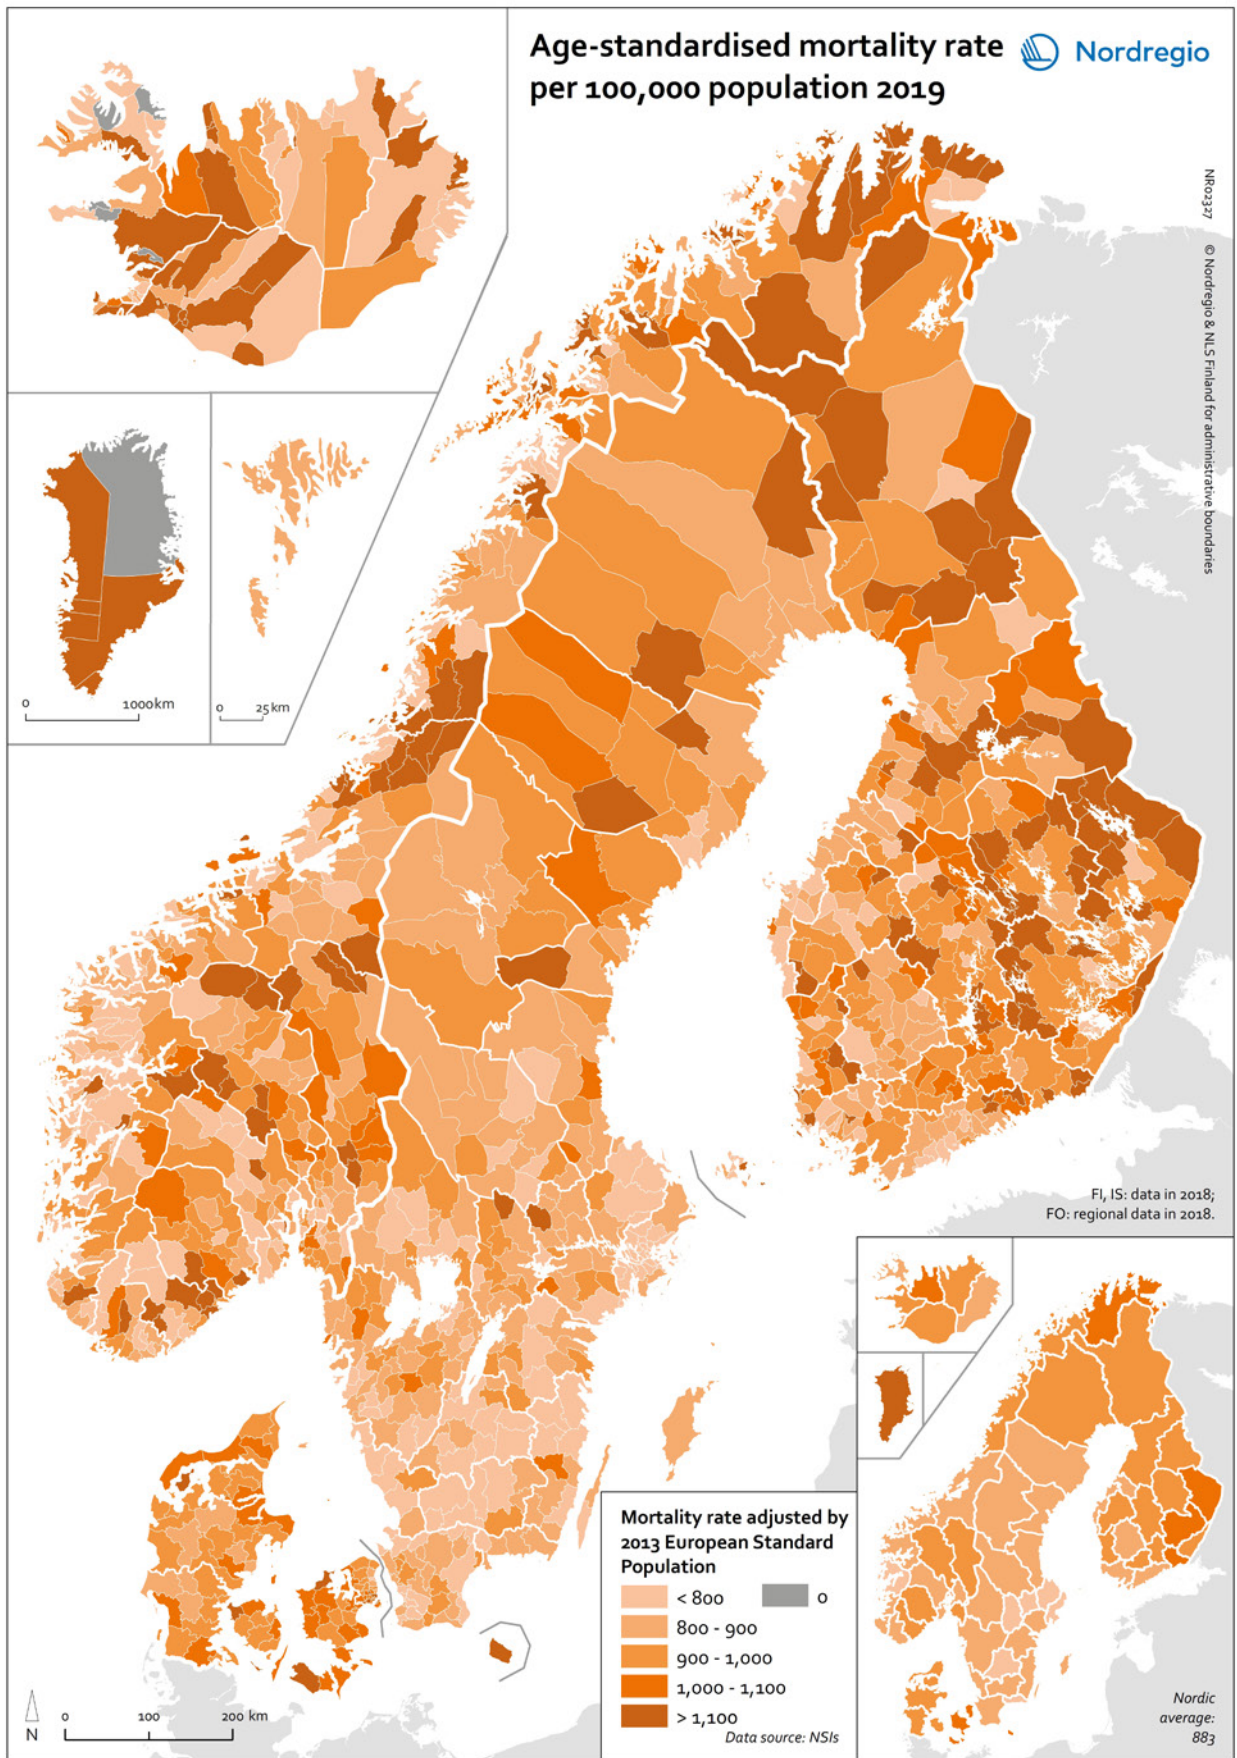 Age-standardised mortality rate
per 100,000 population 2019
Nordregio
NR02327 © Nordregio & NLS Finland for administrative boundaries
0 1000km
0 25km
FI, IS: data in 2018;
FO: regional data in 2018.
Mortality rate adjusted by
2013 European Standard
Population
< 800 0
800 - 900
900 - 1,000
1,000 - 1,100
> 1,100
Data source: NSIs
Nordic
average:
883
N
0 100 200 km